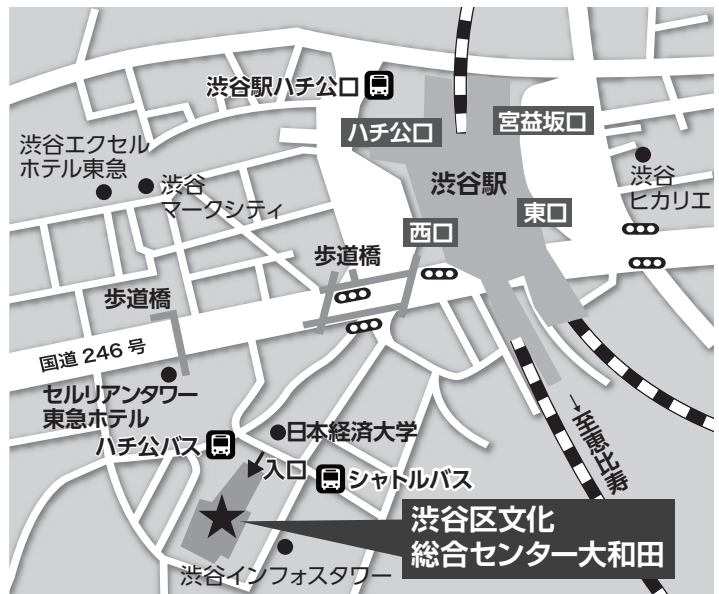 渋谷駅ハチ公口
ハチ公口
宮益坂口
渋谷エクセル
ホテル東急
渋谷
マークシティ
渋谷駅
渋谷
ヒカリエ
東口
西口
歩道橋
歩道橋
国道 246 号
セルリアンタワー
東急ホテル
ハチ公バス
日本経済大学
入口
シャトルバス
→至恵比寿
渋谷区文化
総合センター大和田
渋谷インフォスタワー